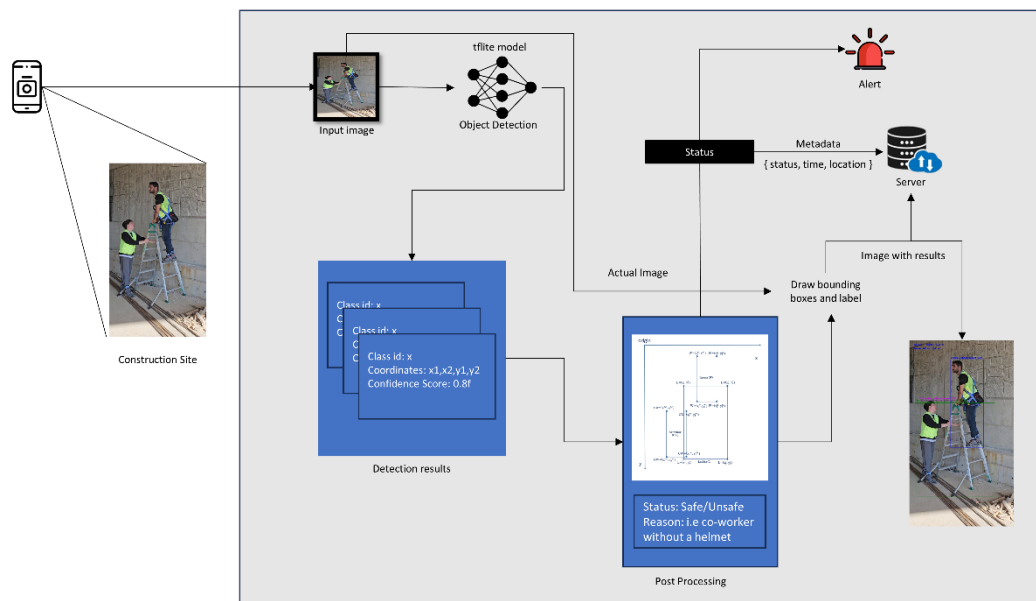 tflite model
Input image
Object Detection
Alert
Status
Metadata
{ status, time, location }
Server
Construction Site
Actual Image
Image with results
Draw bounding
boxes and label
Class id: x
Class id: x
Class id: x
Coordinates: x1,x2,y1,y2
Confidence Score: 0.8f
Detection results
Status: Safe/Unsafe
Reason: i.e co-worker
without a helmet
Post Processing